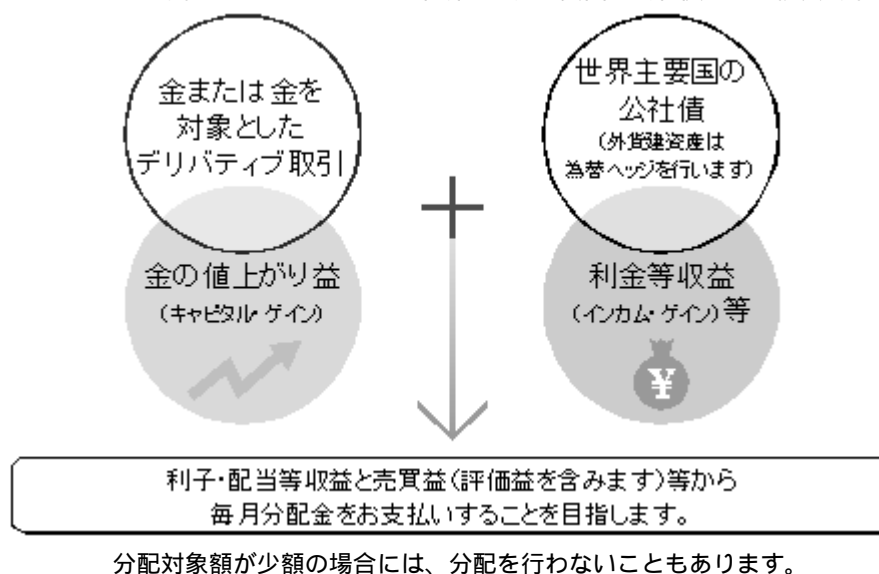 金または金を
対象とした
デリバティブ取引
世界主要国の
公社債
(外貨建資産は
為替ヘッジを行います)
金の値上がり益
(キャピタル・ゲイン)
利金等収益
(インカム・ゲイン)等
利子・配当等収益と売買益(評価益を含みます)等から
毎月分配金をお支払いすることを目指します。
分配対象額が少額の場合には、分配を行わないこともあります。